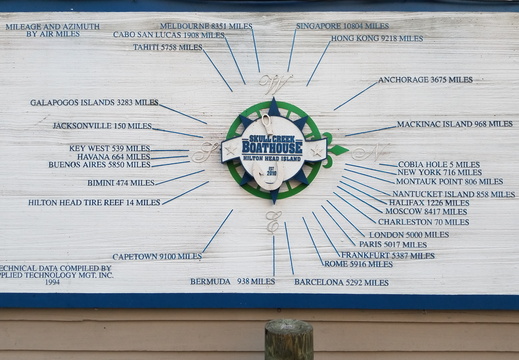 MILEAGE AND AZIMUTH
BY AIR MILES
MELBOURNE 8351 MILES
CABO SAN LUCAS 1908 MILES
TAHITI 5758 MILES
SINGAPORE 10804 MILES
HONG KONG 9218 MILES
ANCHORAGE 3675 MILES
GALAPOGOS ISLANDS 3283 MILES
JACKSONVILLE 150 MILES
MACKINAC ISLAND 968 MILES
KEY WEST 539 MILES
HAVANA 664 MILES
BUENOS AIRES 5850 MILES
BIMINI 474 MILES
HILTON HEAD TIRE REEF 14 MILES
W
S
N
E
SKULL CREEK
BOATHOUSE
HILTON HEAD ISLAND
EST
COBIA HOLE 5 MILES
NEW YORK 716 MILES
MONTAUK POINT 806 MILES
NANTUCKET ISLAND 858 MILES
HALIFAX 1226 MILES
MOSCOW 8417 MILES
CHARLESTON 70 MILES
LONDON 5000 MILES
PARIS 5017 MILES
FRANKFURT 5387 MILES
ROME 5916 MILES
CAPETOWN 9100 MILES
BERMUDA 938 MILES
BARCELONA 5292 MILES
ECHNICAL DATA COMPILED BY
PPLIED TECHNOLOGY MGT. INC.
1994